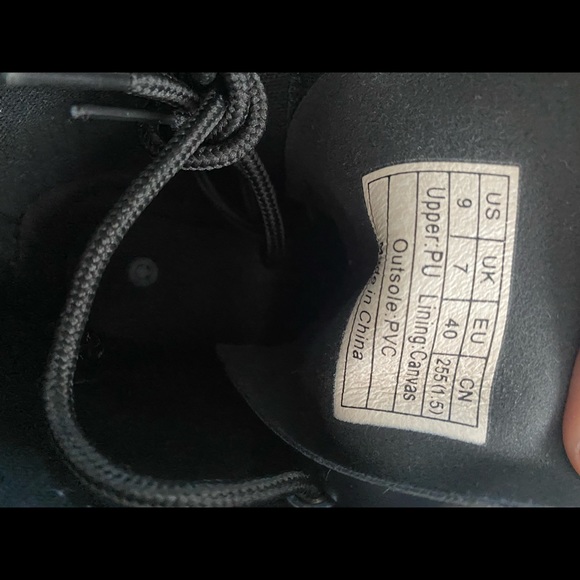 US UK EU CN
9 7 40 255(1.5)
Upper:PU Lining:Canvas
Outsole:PVC
in China